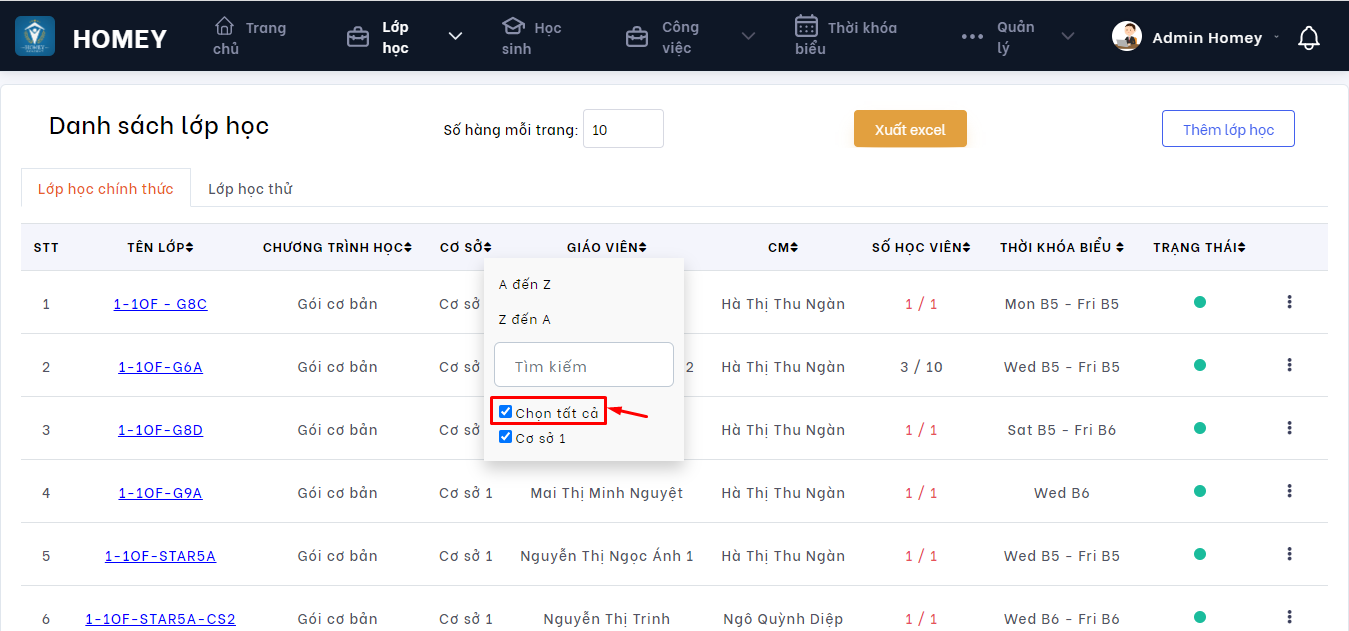 HOMEY
Trang chủ
Lớp học
Học sinh
Công việc
Thời khóa biểu
Quản lý
Admin Homey
Danh sách lớp học
Số hàng mỗi trang: 10
Xuất excel
Thêm lớp học
Lớp học chính thức Lớp học thử
STT TÊN LỚP CHƯƠNG TRÌNH HỌC CƠ SỞ GIÁO VIÊN CM SỐ HỌC VIÊN THỜI KHÓA BIỂU TRẠNG THÁI
A đến Z
Z đến A
Tìm kiếm
Chọn tất cả
Cơ sở 1
1 1-1OF - G8C Gói cơ bản Cơ sở Hà Thị Thu Ngàn 1 / 1 Mon B5 - Fri B5
2 1-1OF-G6A Gói cơ bản Cơ sở 2 Hà Thị Thu Ngàn 3 / 10 Wed B5 - Fri B5
3 1-1OF-G8D Gói cơ bản Cơ sở Hà Thị Thu Ngàn 1 / 1 Sat B5 - Fri B6
4 1-1OF-G9A Gói cơ bản Cơ sở 1 Mai Thị Minh Nguyệt Hà Thị Thu Ngàn 1 / 1 Wed B6
5 1-1OF-STAR5A Gói cơ bản Cơ sở 1 Nguyễn Thị Ngọc Ánh 1 Hà Thị Thu Ngàn 1 / 1 Wed B5 - Fri B5
6 1-1OF-STAR5A-CS2 Gói cơ bản Cơ sở 1 Nguyễn Thị Trinh Ngô Quỳnh Diệp 1 / 1 Wed B6 - Fri B6